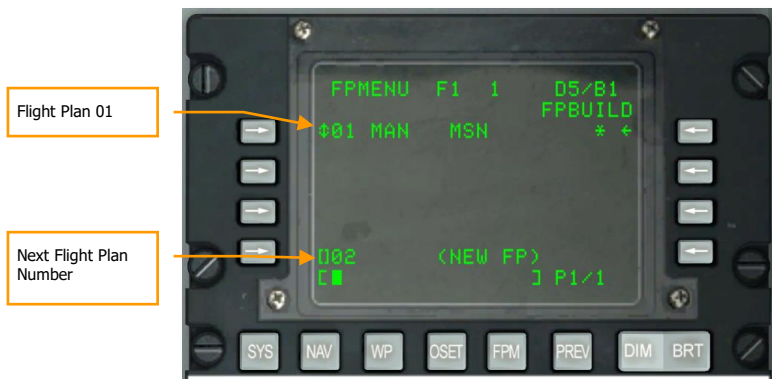 FPMENU F1 1 D5/B1
FPBUILD
Flight Plan 01
↕01 MAN MSN * ←
Next Flight Plan
Number
[]02 (NEW FP)
[ ] P1/1
SYS NAV WP OSET FPM PREV DIM BRT